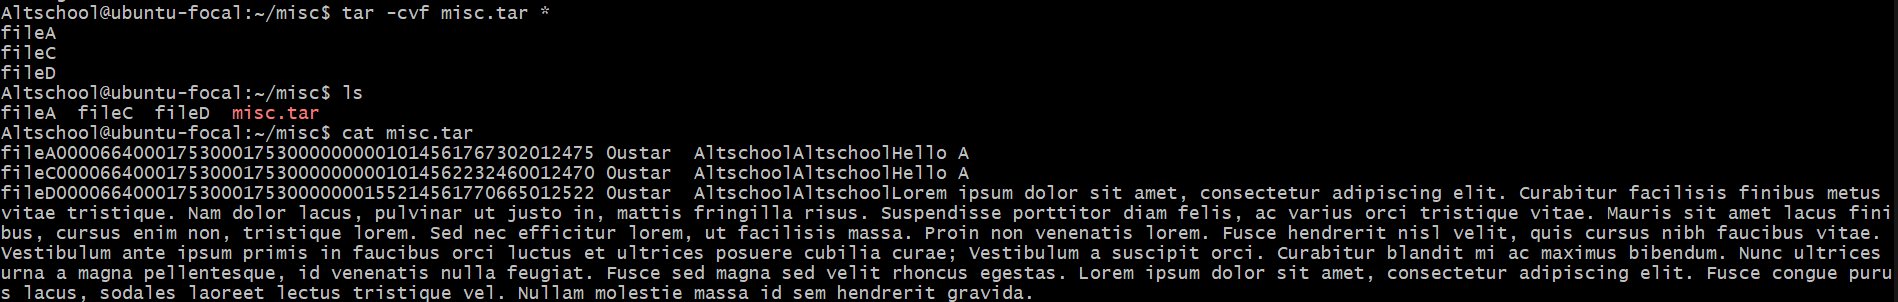 Altschool@ubuntu-focal:~/misc$ tar -cvf misc.tar *
fileA
fileC
fileD
Altschool@ubuntu-focal:~/misc$ ls
fileA  fileC  fileD  misc.tar
Altschool@ubuntu-focal:~/misc$ cat misc.tar
fileA0000664000175300017530000000001014561767302012475 0ustar  AltschoolAltschoolHello A
fileC0000664000175300017530000000001014562232460012470 0ustar  AltschoolAltschoolHello A
fileD0000664000175300017530000000155214561770665012522 0ustar  AltschoolAltschoolLorem ipsum dolor sit amet, consectetur adipiscing elit. Curabitur facilisis finibus metus
vitae tristique. Nam dolor lacus, pulvinar ut justo in, mattis fringilla risus. Suspendisse porttitor diam felis, ac varius orci tristique vitae. Mauris sit amet lacus fini
bus, cursus enim non, tristique lorem. Sed nec efficitur lorem, ut facilisis massa. Proin non venenatis lorem. Fusce hendrerit nisl velit, quis cursus nibh faucibus vitae.
Vestibulum ante ipsum primis in faucibus orci luctus et ultrices posuere cubilia curae; Vestibulum a suscipit orci. Curabitur blandit mi ac maximus bibendum. Nunc ultrices
urna a magna pellentesque, id venenatis nulla feugiat. Fusce sed magna sed velit rhoncus egestas. Lorem ipsum dolor sit amet, consectetur adipiscing elit. Fusce congue puru
s lacus, sodales laoreet lectus tristique vel. Nullam molestie massa id sem hendrerit gravida.